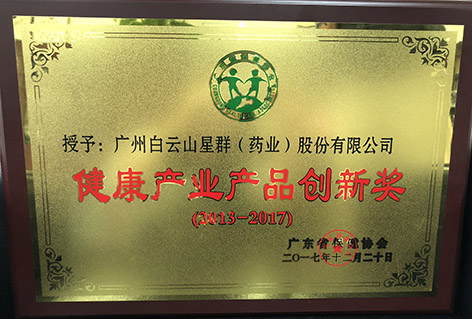 授予：广州白云山星群（药业）股份有限公司
健康产业产品创新奖
(2013-2017)
广东省保健协会
二〇一七年十二月二十日